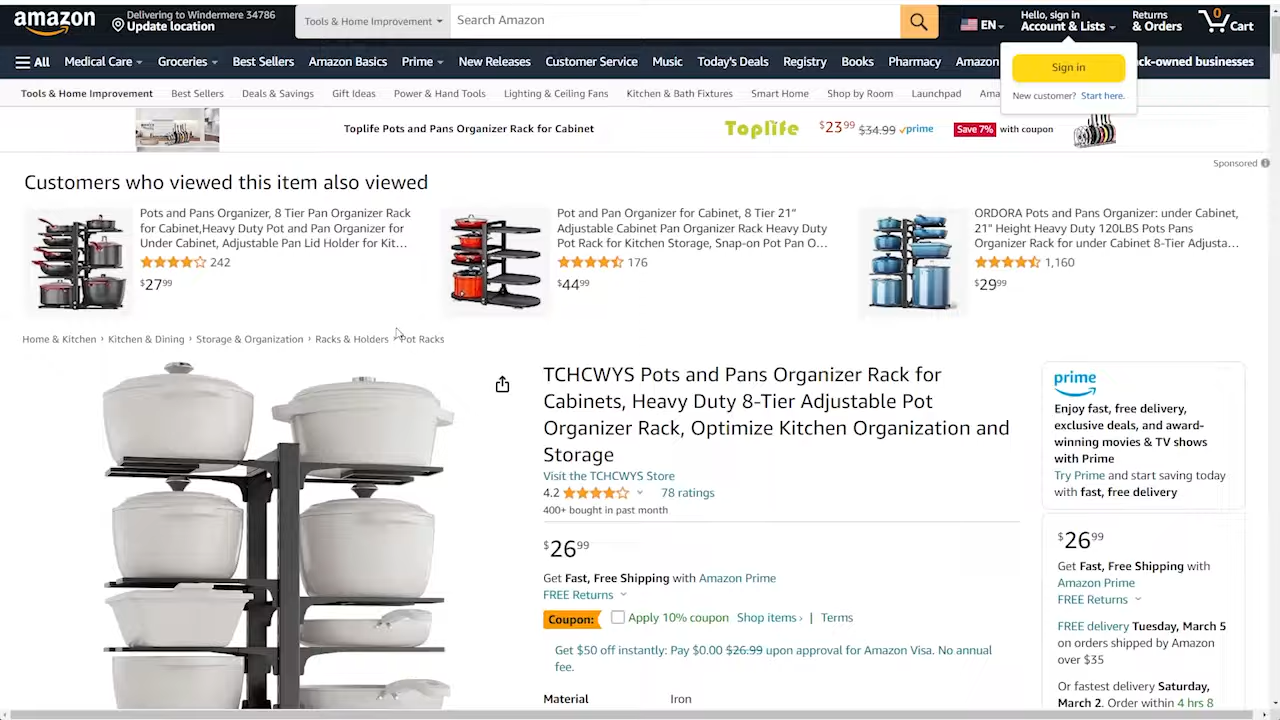 amazon
Delivering to Windermere 34786
Update location
Tools & Home Improvement
Search Amazon
EN
Hello, sign in
Account & Lists
Returns
& Orders
0
Cart
All
Medical Care
Groceries
Best Sellers
Amazon Basics
Prime
New Releases
Customer Service
Music
Today's Deals
Registry
Books
Pharmacy
Amazon
ck-owned businesses
Sign in
New customer? Start here.
Tools & Home Improvement
Best Sellers
Deals & Savings
Gift Ideas
Power & Hand Tools
Lighting & Ceiling Fans
Kitchen & Bath Fixtures
Smart Home
Shop by Room
Launchpad
Ama
Toplife Pots and Pans Organizer Rack for Cabinet
Toplife
$2399 $34.99 prime
Save 7% with coupon
Sponsored
Customers who viewed this item also viewed
Pots and Pans Organizer, 8 Tier Pan Organizer Rack
for Cabinet,Heavy Duty Pot and Pan Organizer for
Under Cabinet, Adjustable Pan Lid Holder for Kit...
242
$2799
Pot and Pan Organizer for Cabinet, 8 Tier 21“
Adjustable Cabinet Pan Organizer Rack Heavy Duty
Pot Rack for Kitchen Storage, Snap-on Pot Pan O...
176
$4499
ORDORA Pots and Pans Organizer: under Cabinet,
21" Height Heavy Duty 120LBS Pots Pans
Organizer Rack for under Cabinet 8-Tier Adjusta...
1,160
$2999
Home & Kitchen › Kitchen & Dining › Storage & Organization › Racks & Holders › Pot Racks
TCHCWYS Pots and Pans Organizer Rack for
Cabinets, Heavy Duty 8-Tier Adjustable Pot
Organizer Rack, Optimize Kitchen Organization and
Storage
Visit the TCHCWYS Store
4.2 78 ratings
400+ bought in past month
$2699
Get Fast, Free Shipping with Amazon Prime
FREE Returns
Coupon: Apply 10% coupon Shop items › | Terms
Get $50 off instantly: Pay $0.00 $26.99 upon approval for Amazon Visa. No annual
fee.
Material Iron
prime
Enjoy fast, free delivery,
exclusive deals, and award-
winning movies & TV shows
with Prime
Try Prime and start saving today
with fast, free delivery
$2699
Get Fast, Free Shipping with
Amazon Prime
FREE Returns
FREE delivery Tuesday, March 5
on orders shipped by Amazon
over $35
Or fastest delivery Saturday,
March 2. Order within 4 hrs 8